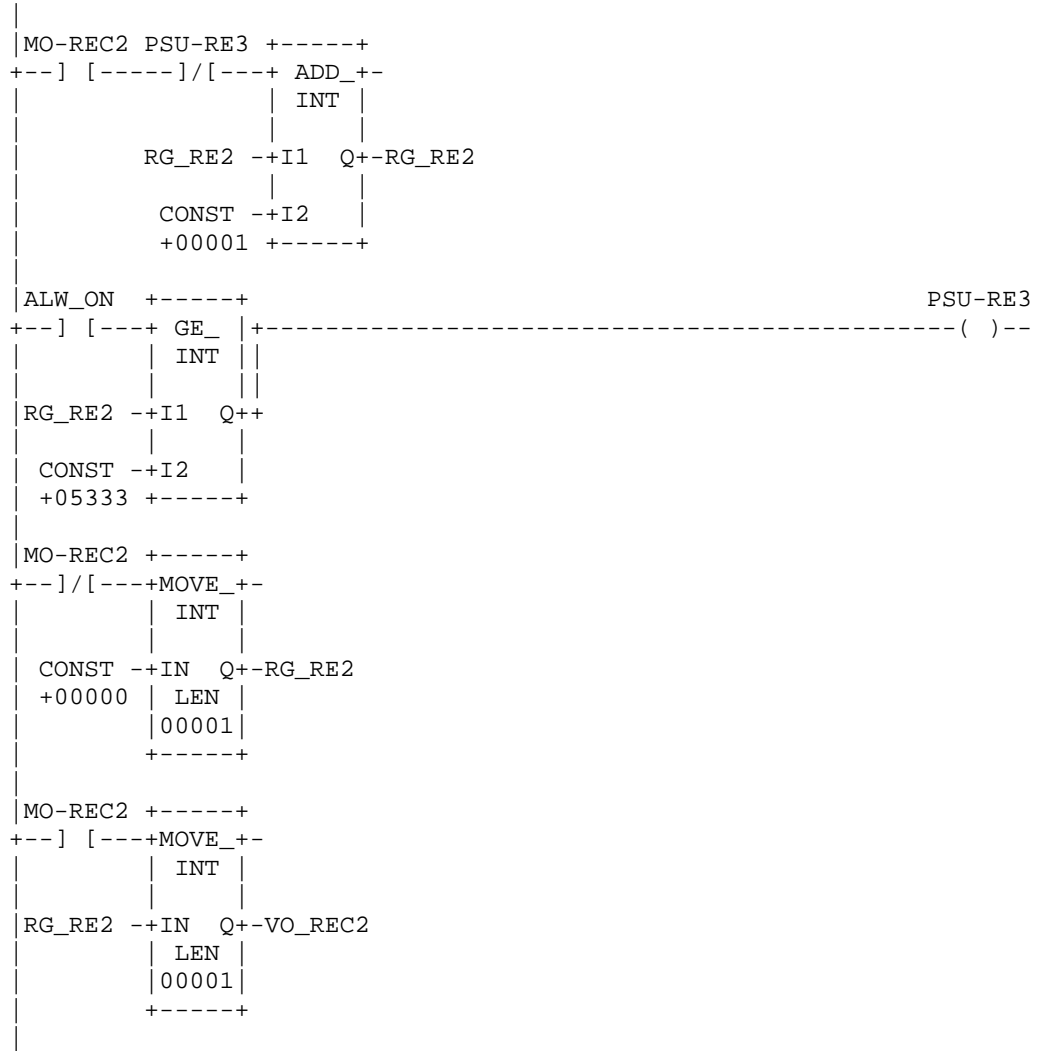 |
|MO-REC2 PSU-RE3 +-----+
+--] [-----]/[---+ ADD_+-
|                | INT |
|                |     |
|        RG_RE2 -+I1  Q+-RG_RE2
|                |     |
|         CONST -+I2   |
|         +00001 +-----+
|
|ALW_ON  +-----+                                            PSU-RE3
+--] [---+ GE_ |+---------------------------------------------( )--
|        | INT ||
|        |     ||
|RG_RE2 -+I1  Q++
|        |     |
| CONST -+I2   |
| +05333 +-----+
|
|MO-REC2 +-----+
+--]/[---+MOVE_+-
|        | INT |
|        |     |
| CONST -+IN  Q+-RG_RE2
| +00000 | LEN |
|        |00001|
|        +-----+
|
|MO-REC2 +-----+
+--] [---+MOVE_+-
|        | INT |
|        |     |
|RG_RE2 -+IN  Q+-VO_REC2
|        | LEN |
|        |00001|
|        +-----+
|